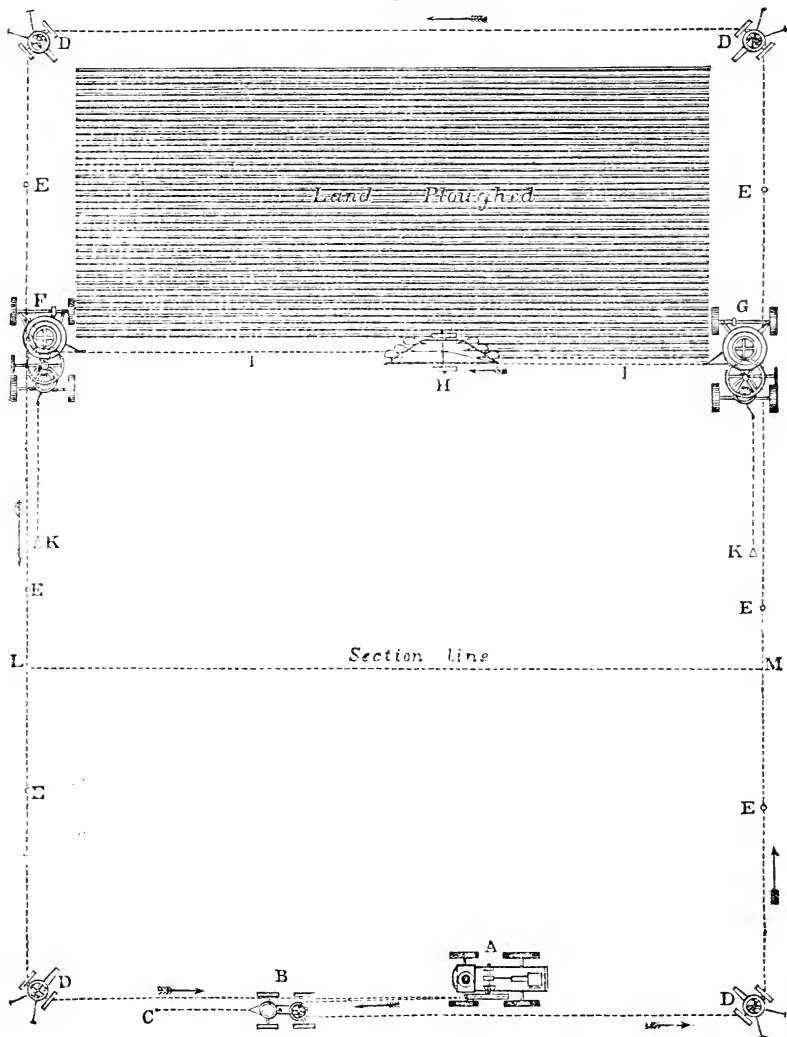 D D
E E
Land Ploughed
F G
I H I
K K
E E
L Section line M
E E
A
D B D
C